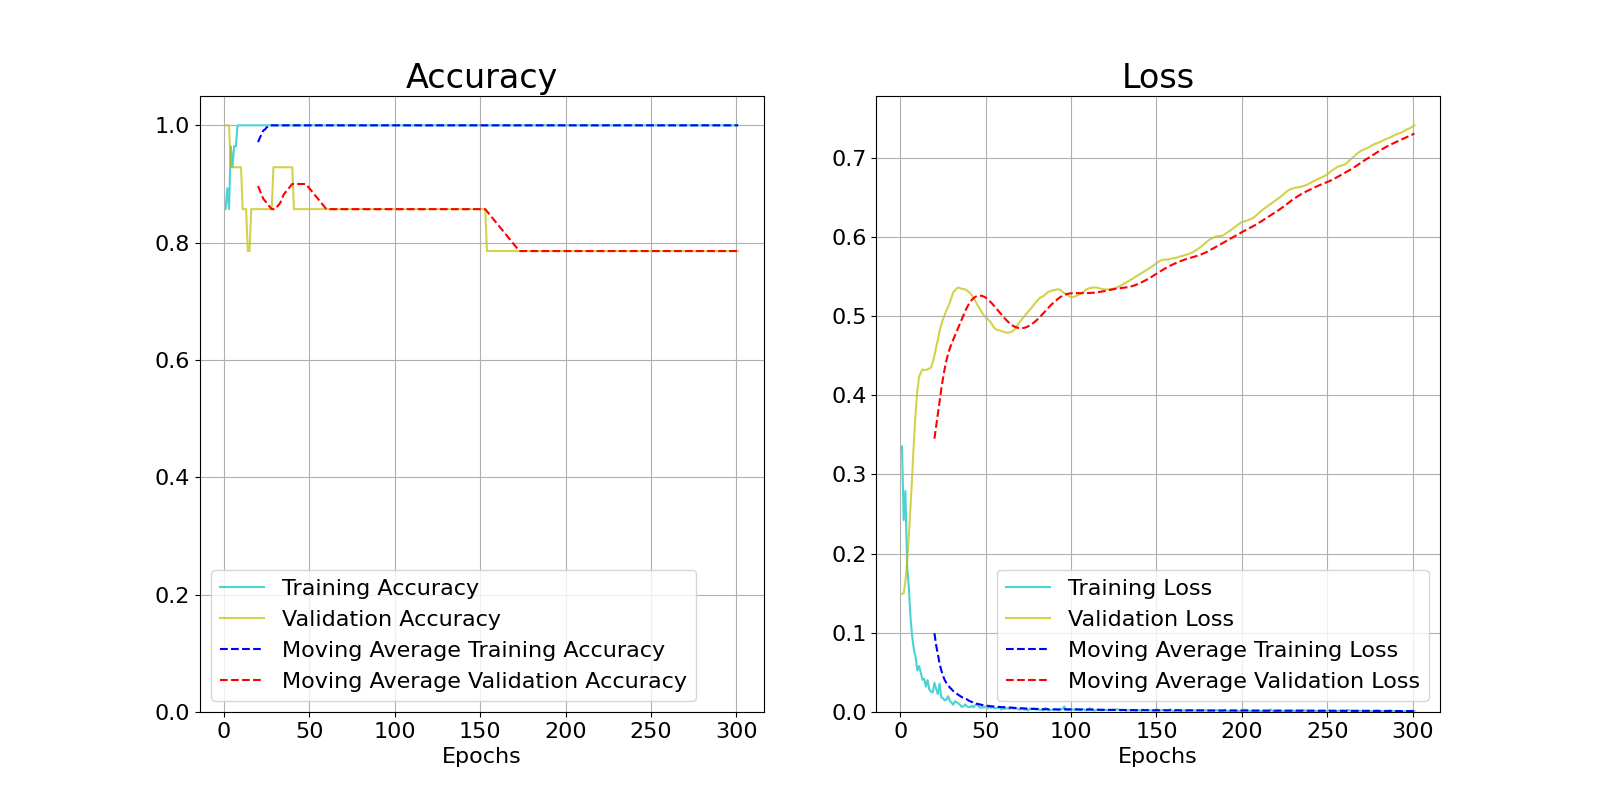 Accuracy
1.0
0.8
0.6
0.4
0.2
0.0
Training Accuracy
Validation Accuracy
Moving Average Training Accuracy
Moving Average Validation Accuracy
0 50 100 150 200 250 300
Epochs
Loss
0.7
0.6
0.5
0.4
0.3
0.2
0.1
0.0
Training Loss
Validation Loss
Moving Average Training Loss
Moving Average Validation Loss
0 50 100 150 200 250 300
Epochs